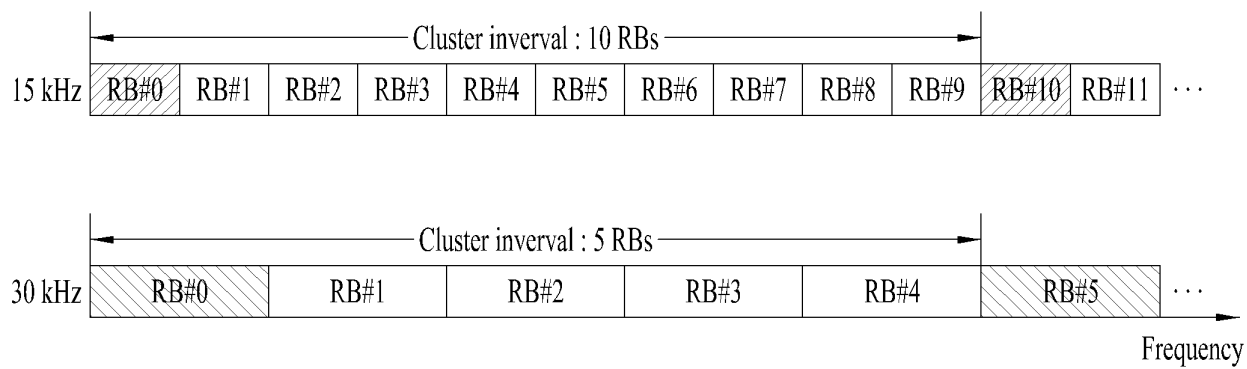 Cluster inverval : 10 RBs
15 kHz RB#0 RB#1 RB#2 RB#3 RB#4 RB#5 RB#6 RB#7 RB#8 RB#9 RB#10 RB#11 ...
Cluster inverval : 5 RBs
30 kHz RB#0 RB#1 RB#2 RB#3 RB#4 RB#5 ...
Frequency